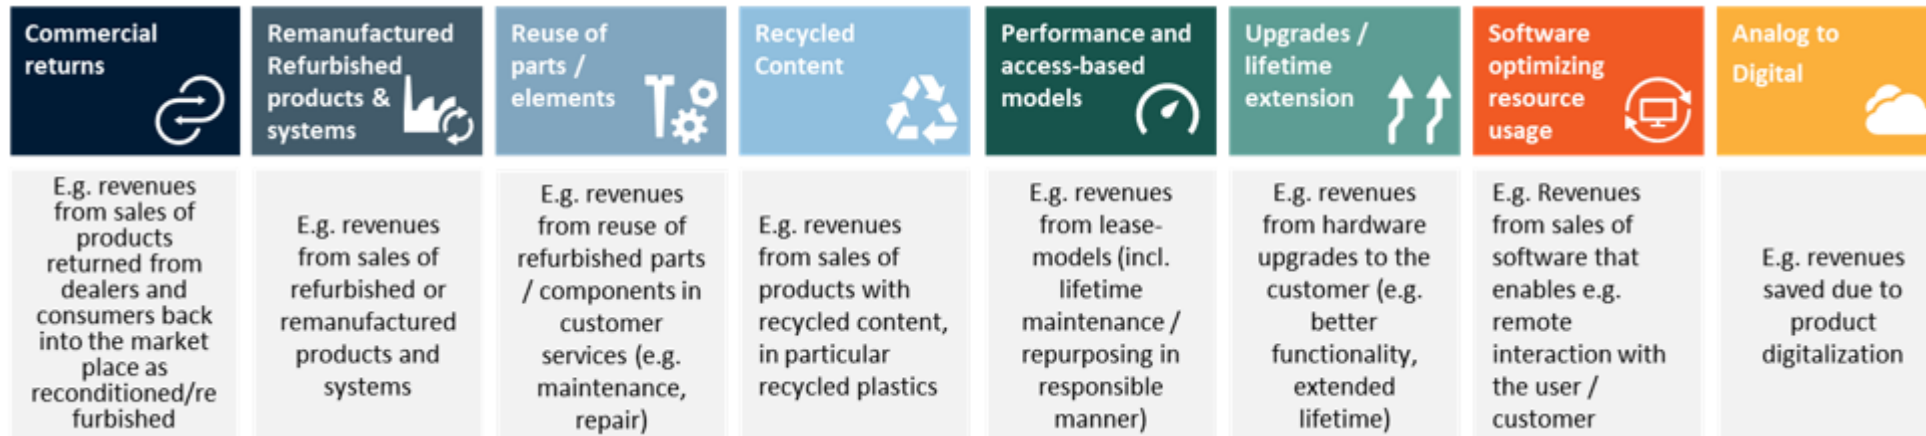 Commercial
returns
Remanufactured
Refurbished
products &
systems
Reuse of
parts /
elements
Recycled
Content
Performance and
access-based
models
Upgrades /
lifetime
extension
Software
optimizing
resource
usage
Analog to
Digital
E.g. revenues
from sales of
products
returned from
dealers and
consumers back
into the market
place as
reconditioned/re
furbished
E.g. revenues
from sales of
refurbished or
remanufactured
products and
systems
E.g. revenues
from reuse of
refurbished parts
/ components in
customer
services (e.g.
maintenance,
repair)
E.g. revenues
from sales of
products with
recycled content,
in particular
recycled plastics
E.g. revenues
from lease-
models (incl.
lifetime
maintenance /
repurposing in
responsible
manner)
E.g. revenues
from hardware
upgrades to the
customer (e.g.
better
functionality,
extended
lifetime)
E.g. Revenues
from sales of
software that
enables e.g.
remote
interaction with
the user /
customer
E.g. revenues
saved due to
product
digitalization